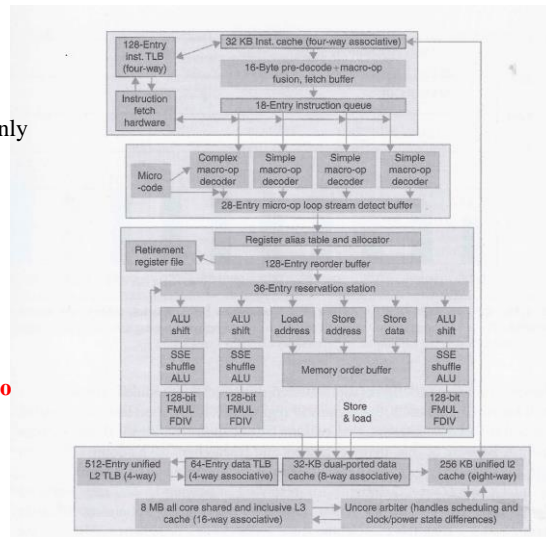 32 KB Inst. cache (four-way associative)
128-Entry
inst. TLB
(four-way)
16-Byte pre-decode+macro-op
fusion, fetch buffer
Instruction
fetch
hardware
18-Entry instruction queue
nly
Complex
macro-op
decoder
Simple
macro-op
decoder
Simple
macro-op
decoder
Simple
macro-op
decoder
Micro
-code
28-Entry micro-op loop stream detect buffer
Register alias table and allocator
Retirement
register file
128-Entry reorder buffer
36-Entry reservation station
ALU
shift
ALU
shift
Load
address
Store
address
Store
data
ALU
shift
SSE
shuffle
ALU
SSE
shuffle
ALU
Memory order buffer
SSE
shuffle
ALU
o
128-bit
FMUL
FDIV
128-bit
FMUL
FDIV
Store
& load
128-bit
FMUL
FDIV
512-Entry unified
L2 TLB (4-way)
64-Entry data TLB
(4-way associative)
32-KB dual-ported data
cache (8-way associative)
256 KB unified l2
cache (eight-way)
8 MB all core shared and inclusive L3
cache (16-way associative)
Uncore arbiter (handles scheduling and
clock/power state differences)